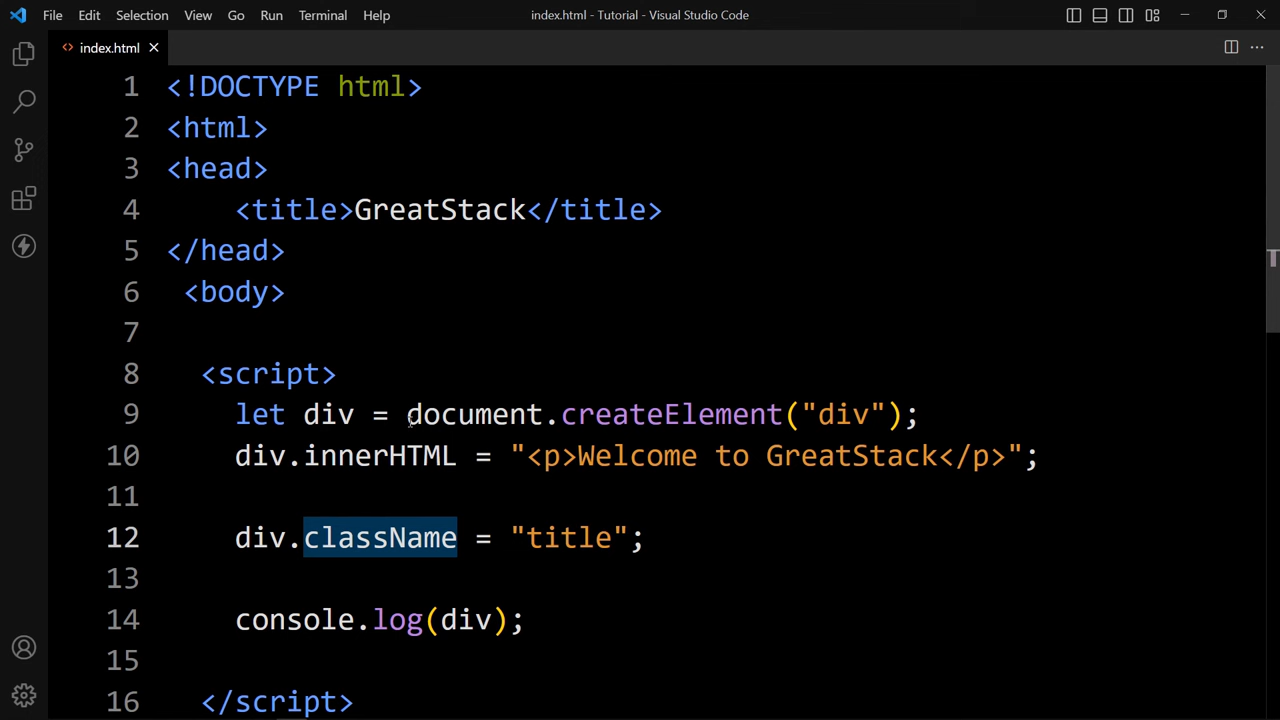 File Edit Selection View Go Run Terminal Help index.html - Tutorial - Visual Studio Code
<> index.html
1 <!DOCTYPE html>
2 <html>
3 <head>
4     <title>GreatStack</title>
5 </head>
6  <body>
7
8   <script>
9     let div = document.createElement("div");
10     div.innerHTML = "<p>Welcome to GreatStack</p>";
11
12     div.className = "title";
13
14     console.log(div);
15
16   </script>